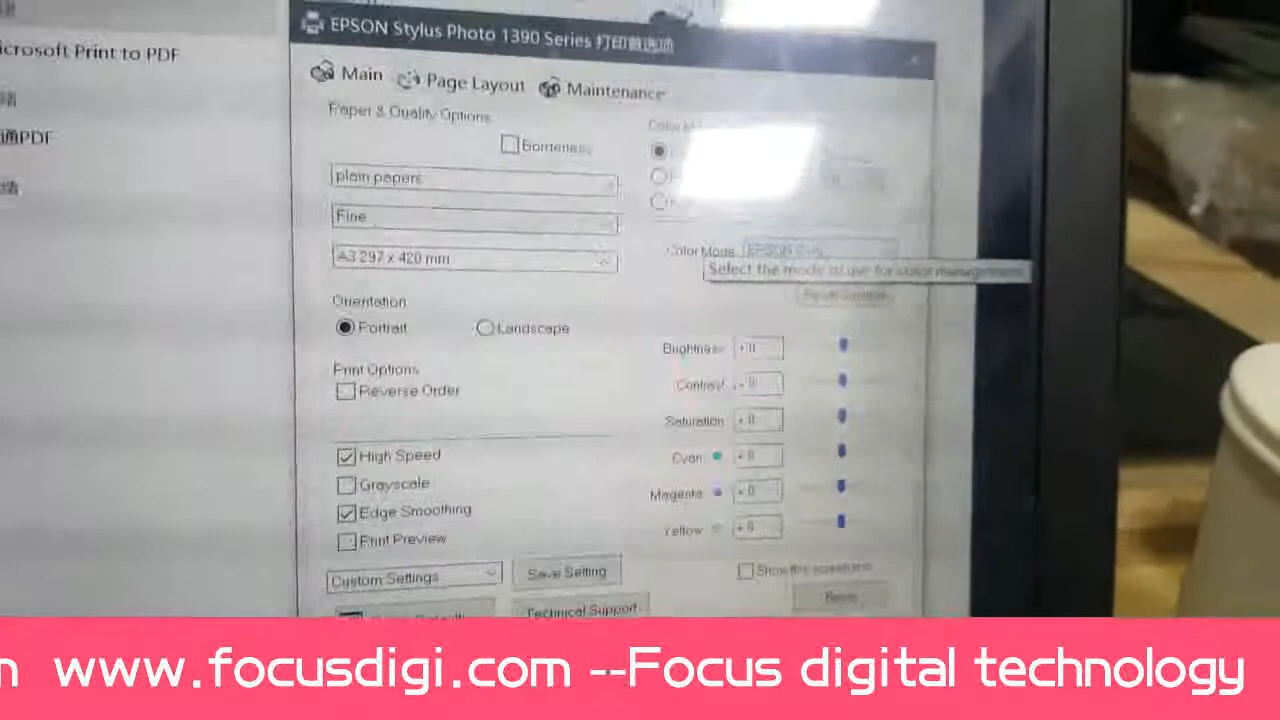 EPSON Stylus Photo 1390 Series 打印首选项
icrosoft Print to PDF
Main
Page Layout
Maintenance
Paper & Quality Options
Borderless
plain papers
Fine
A3 297 x 420 mm
Color Mode
Select the mode of use for color management
Orientation
Portrait
Landscape
Print Options
Reverse Order
High Speed
Grayscale
Edge Smoothing
Print Preview
Custom Settings
Save Setting
Technical Support
Brightness
Contrast
Saturation
Cyan
Magenta
Yellow
通PDF
www.focusdigi.com --Focus digital technology